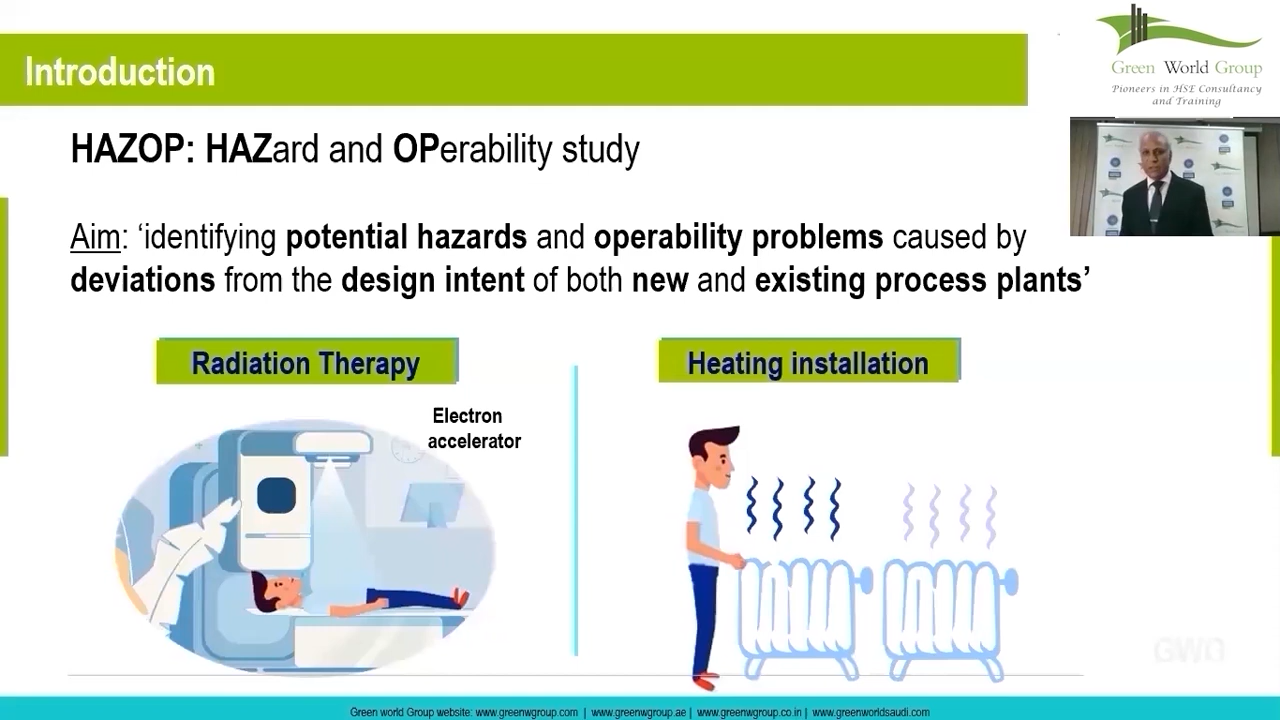 Introduction
Green World Group
Pioneers in HSE Consultancy
and Training
HAZOP: HAZard and OPerability study
Aim: ‘identifying potential hazards and operability problems caused by
deviations from the design intent of both new and existing process plants’
Radiation Therapy
Heating installation
Electron
accelerator
GWG
Green world Group website: www.greenwgroup.com | www.greenwgroup.ae | www.greenwgroup.co.in | www.greenworldsaudi.com